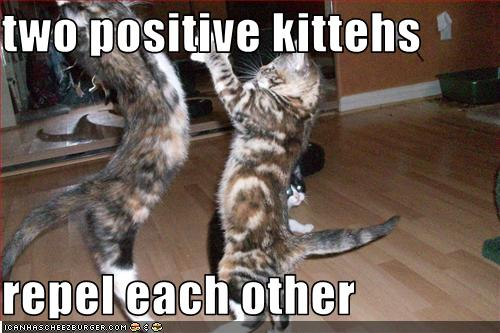 two positive kittehs
repel each other
ICANHASCHEEZBURGER.COM